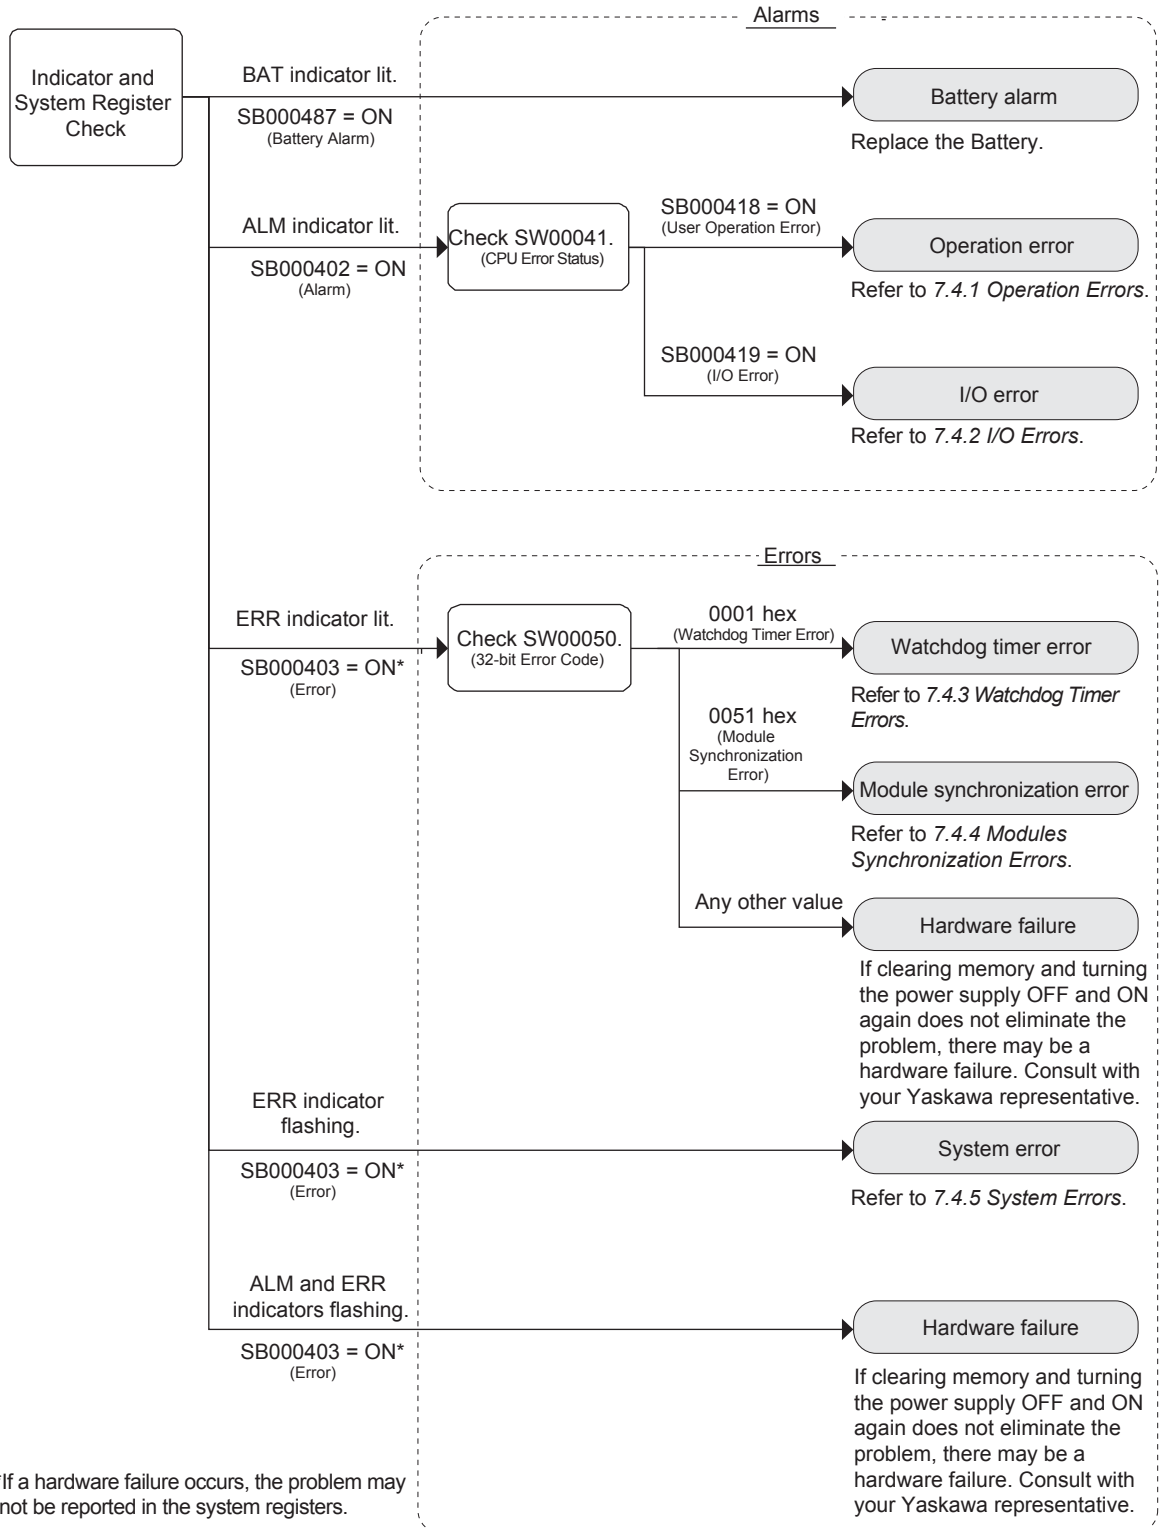 Alarms
Indicator and
System Register
Check
BAT indicator lit.
SB000487 = ON
(Battery Alarm)
Battery alarm
Replace the Battery.
ALM indicator lit.
SB000402 = ON
(Alarm)
Check SW00041.
(CPU Error Status)
SB000418 = ON
(User Operation Error)
Operation error
Refer to 7.4.1 Operation Errors.
SB000419 = ON
(I/O Error)
I/O error
Refer to 7.4.2 I/O Errors.
Errors
ERR indicator lit.
SB000403 = ON*
(Error)
Check SW00050.
(32-bit Error Code)
0001 hex
(Watchdog Timer Error)
Watchdog timer error
Refer to 7.4.3 Watchdog Timer
Errors.
0051 hex
(Module
Synchronization
Error)
Module synchronization error
Refer to 7.4.4 Modules
Synchronization Errors.
Any other value
Hardware failure
If clearing memory and turning
the power supply OFF and ON
again does not eliminate the
problem, there may be a
hardware failure. Consult with
your Yaskawa representative.
ERR indicator
flashing.
SB000403 = ON*
(Error)
System error
Refer to 7.4.5 System Errors.
ALM and ERR
indicators flashing.
SB000403 = ON*
(Error)
Hardware failure
If clearing memory and turning
the power supply OFF and ON
again does not eliminate the
problem, there may be a
hardware failure. Consult with
your Yaskawa representative.
*If a hardware failure occurs, the problem may
not be reported in the system registers.